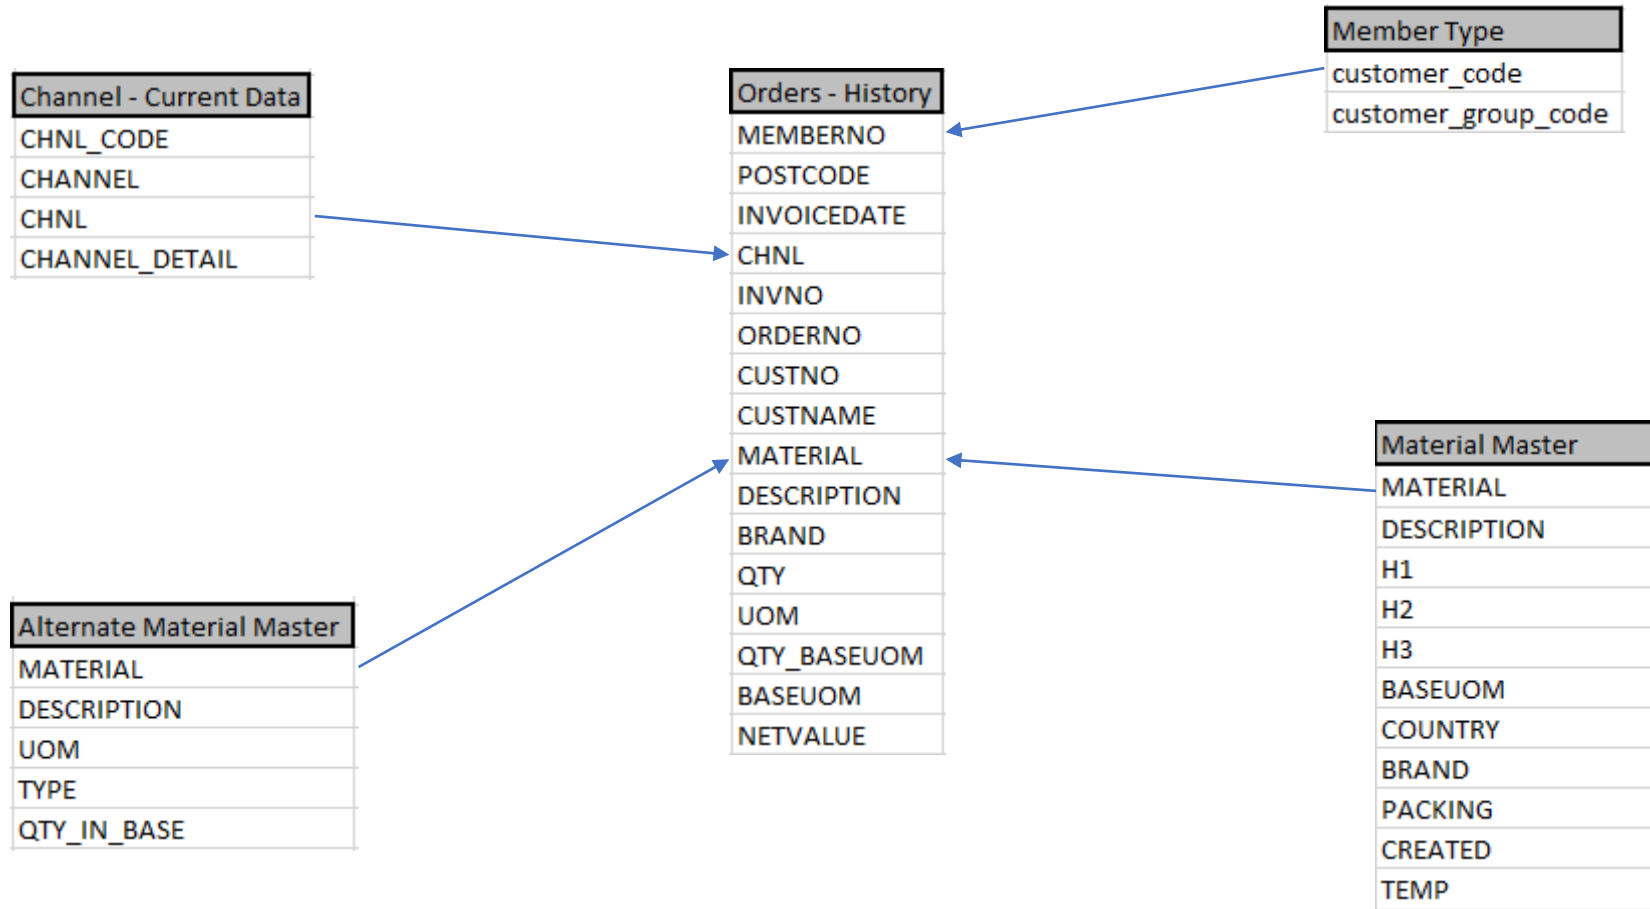 Channel - Current Data
CHNL_CODE
CHANNEL
CHNL
CHANNEL_DETAIL
Orders - History
MEMBERNO
POSTCODE
INVOICEDATE
CHNL
INVNO
ORDERNO
CUSTNO
CUSTNAME
MATERIAL
DESCRIPTION
BRAND
QTY
UOM
QTY_BASEUOM
BASEUOM
NETVALUE
Member Type
customer_code
customer_group_code
Alternate Material Master
MATERIAL
DESCRIPTION
UOM
TYPE
QTY_IN_BASE
Material Master
MATERIAL
DESCRIPTION
H1
H2
H3
BASEUOM
COUNTRY
BRAND
PACKING
CREATED
TEMP